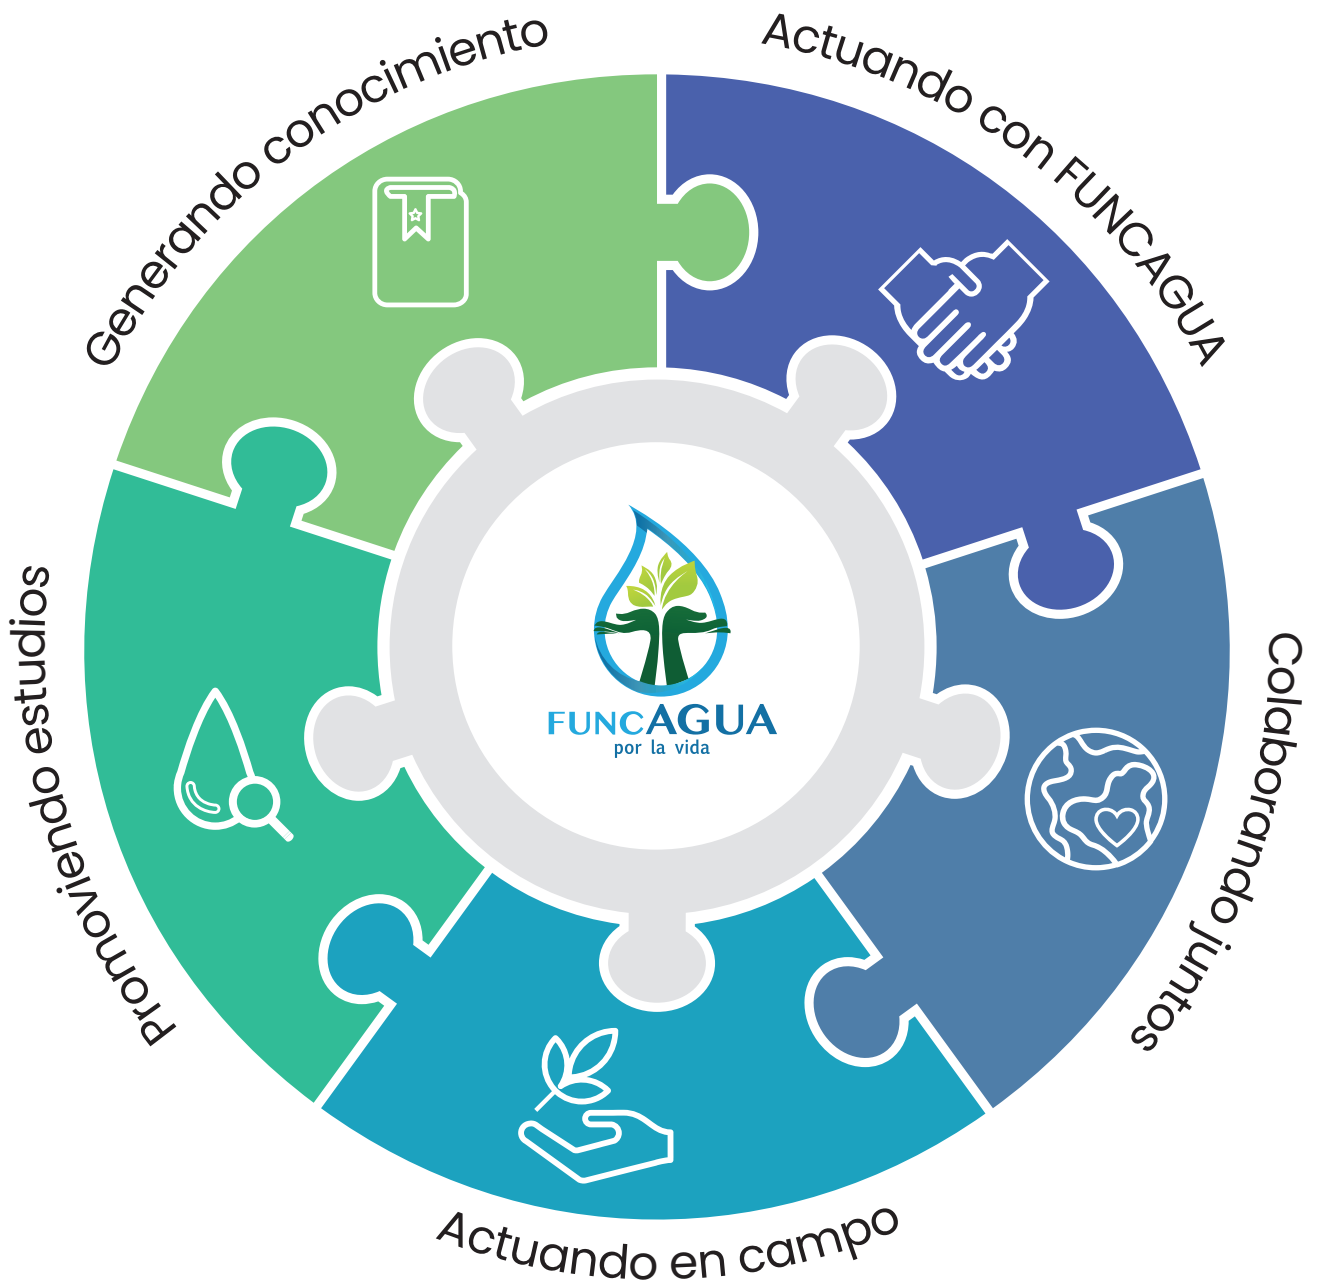 Generando conocimiento
Actuando con FUNCAGUA
Colaborando juntos
Actuando en campo
Promoviendo estudios
FUNCAGUA
por la vida